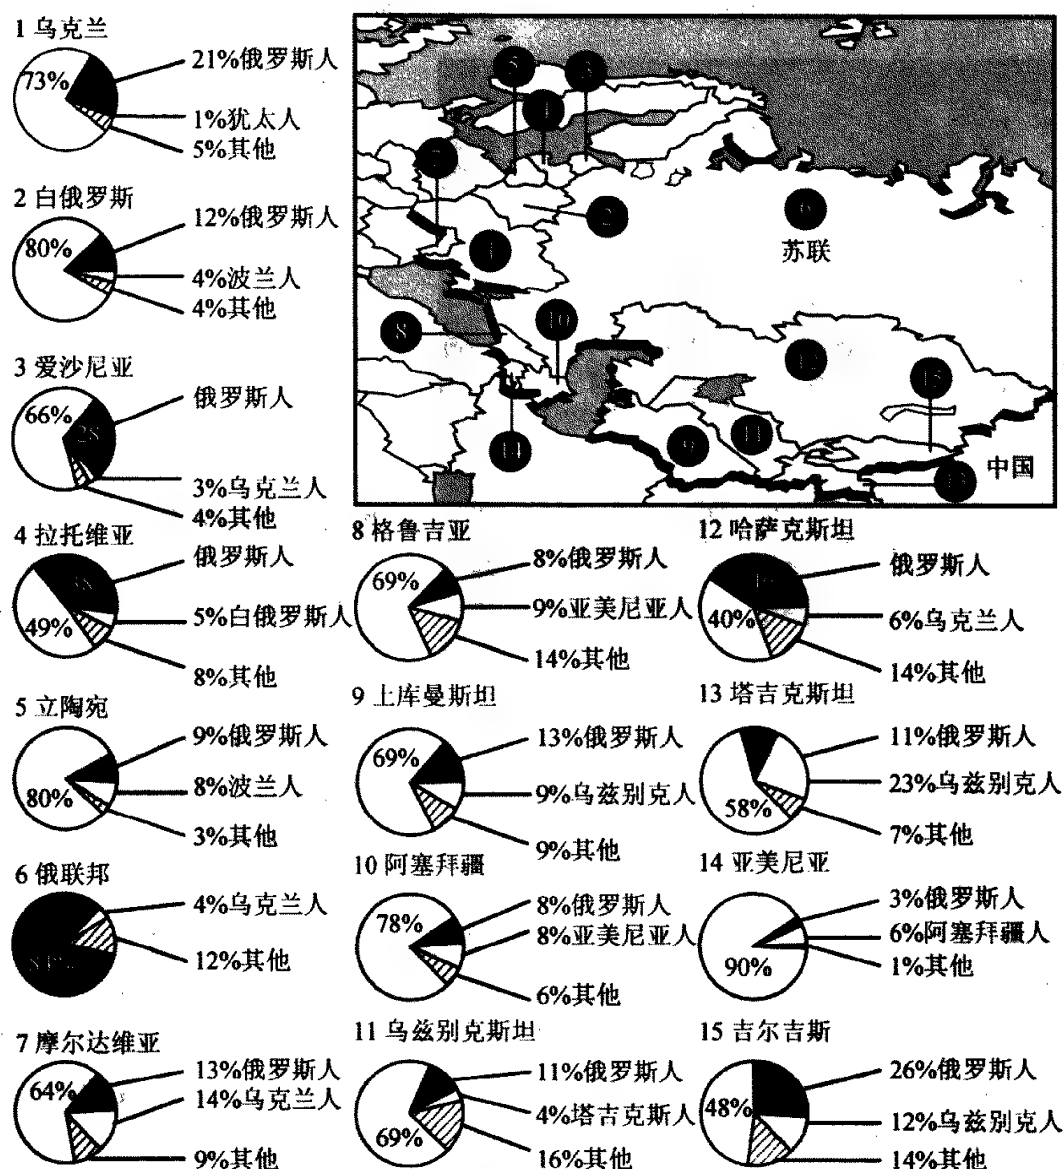 1 乌克兰
73%
21%俄罗斯人
1%犹太人
5%其他
2 白俄罗斯
80%
12%俄罗斯人
4%波兰人
4%其他
3 爱沙尼亚
66%
28
俄罗斯人
3%乌克兰人
4%其他
4 拉托维亚
49%
俄罗斯人
5%白俄罗斯人
8%其他
5 立陶宛
80%
9%俄罗斯人
8%波兰人
3%其他
6 俄联邦
4%乌克兰人
12%其他
7 摩尔达维亚
64%
13%俄罗斯人
14%乌克兰人
9%其他
2
6
苏联
8
10
9
中国
8 格鲁吉亚
69%
8%俄罗斯人
9%亚美尼亚人
14%其他
9 土库曼斯坦
69%
13%俄罗斯人
9%乌兹别克人
9%其他
10 阿塞拜疆
78%
8%俄罗斯人
8%亚美尼亚人
6%其他
11 乌兹别克斯坦
69%
11%俄罗斯人
4%塔吉克斯人
16%其他
12 哈萨克斯坦
40%
俄罗斯人
6%乌克兰人
14%其他
13 塔吉克斯坦
58%
11%俄罗斯人
23%乌兹别克人
7%其他
14 亚美尼亚
90%
3%俄罗斯人
6%阿塞拜疆人
1%其他
15 吉尔吉斯
48%
26%俄罗斯人
12%乌兹别克人
14%其他